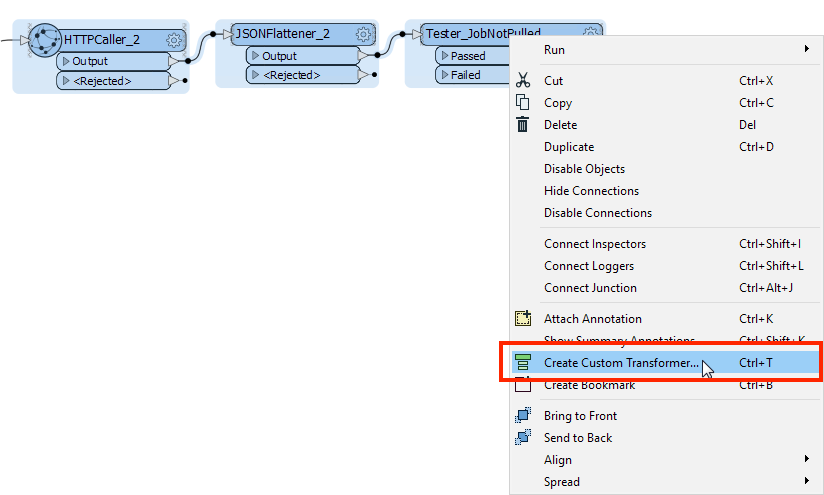 HTTPCaller_2
Output
<Rejected>
JSONFlattener_2
Output
<Rejected>
Tester_JobNotPulled
Passed
Failed
Run
Cut Ctrl+X
Copy Ctrl+C
Delete Del
Duplicate Ctrl+D
Disable Objects
Hide Connections
Disable Connections
Connect Inspectors Ctrl+Shift+I
Connect Loggers Ctrl+Shift+L
Connect Junction Ctrl+Alt+J
Attach Annotation Ctrl+K
Show Summary Annotations Ctrl+Shift+K
Create Custom Transformer... Ctrl+T
Create Bookmark Ctrl+B
Bring to Front
Send to Back
Align
Spread